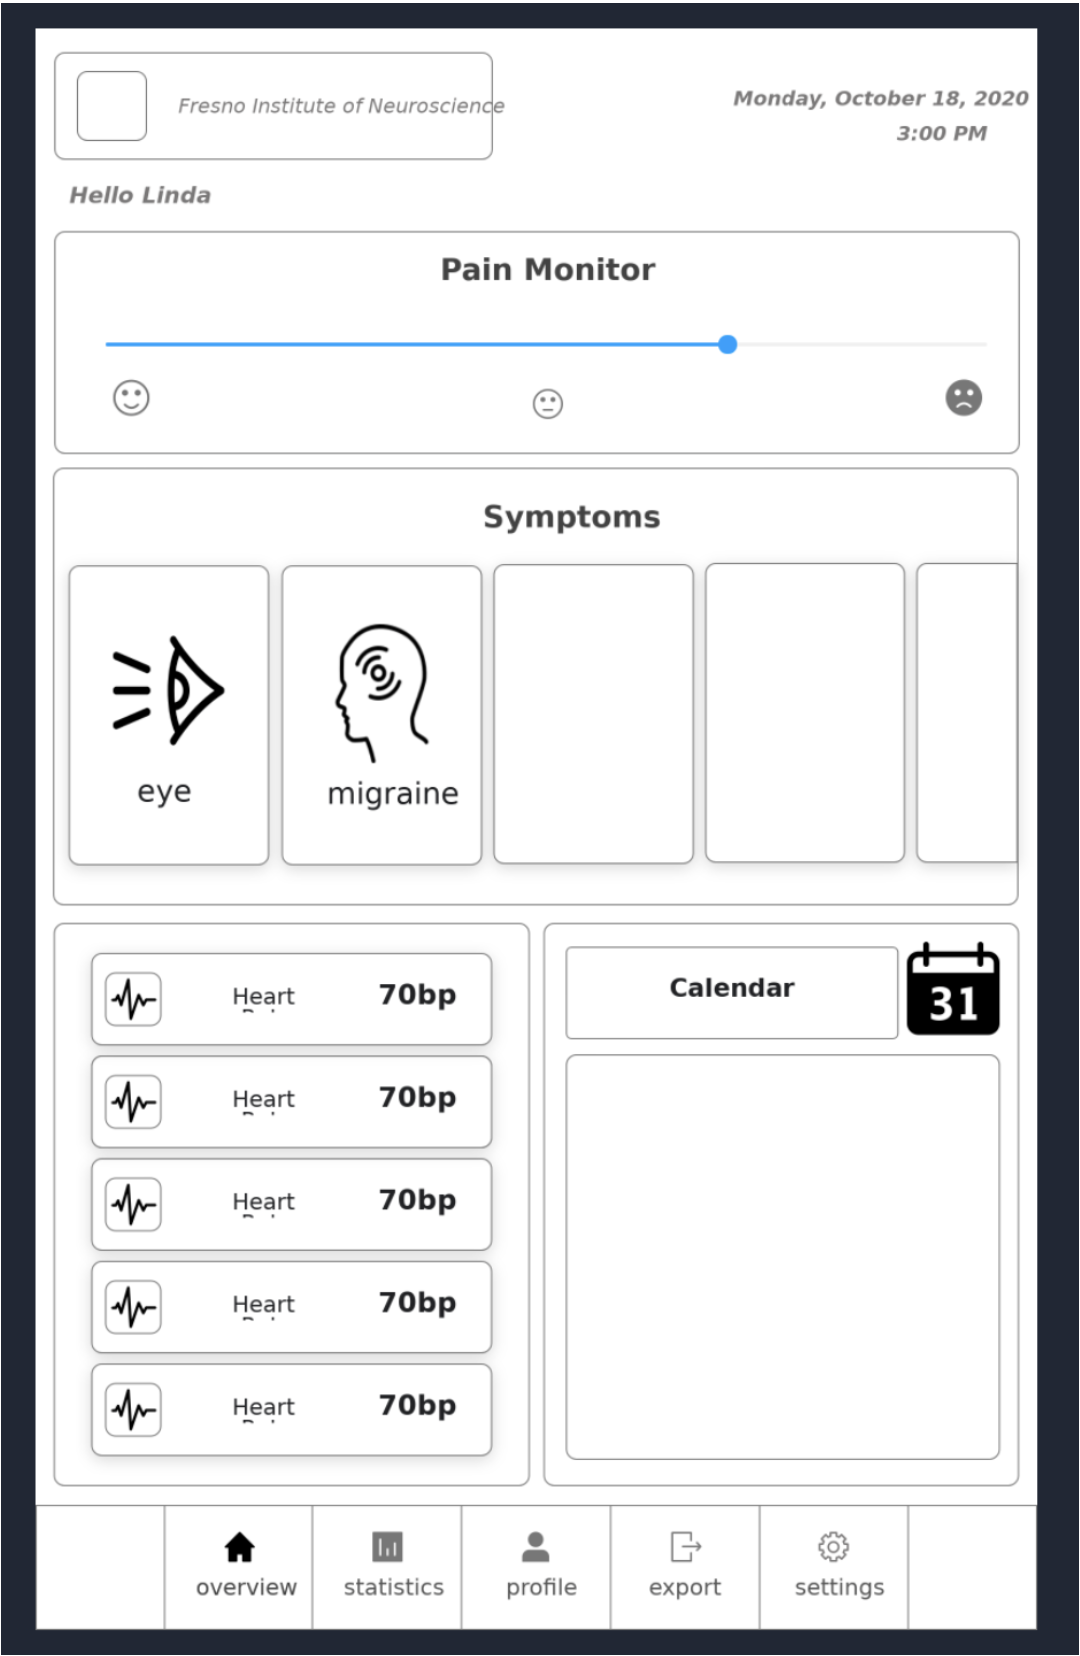 Fresno Institute of Neuroscience
Monday, October 18, 2020
3:00 PM
Hello Linda
Pain Monitor
Symptoms
eye
migraine
Heart
70bp
Heart
70bp
Heart
70bp
Heart
70bp
Heart
70bp
Calendar
31
overview
statistics
profile
export
settings